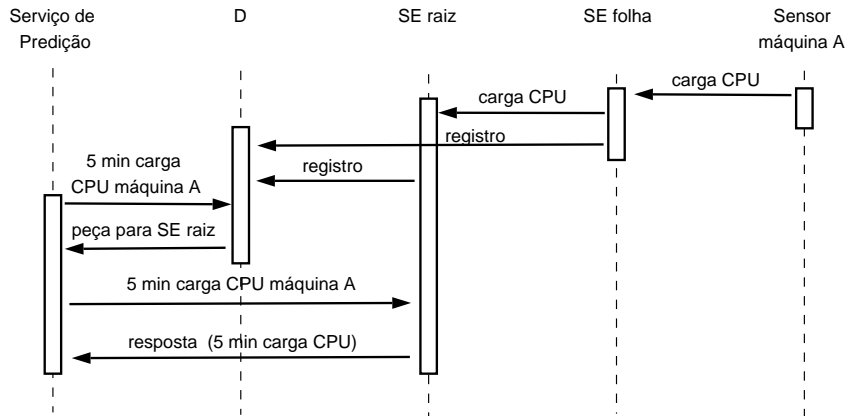 Serviço de
Predição
D
SE raiz
SE folha
Sensor
máquina A
carga CPU
carga CPU
registro
registro
5 min carga
CPU máquina A
peça para SE raiz
5 min carga CPU máquina A
resposta (5 min carga CPU)